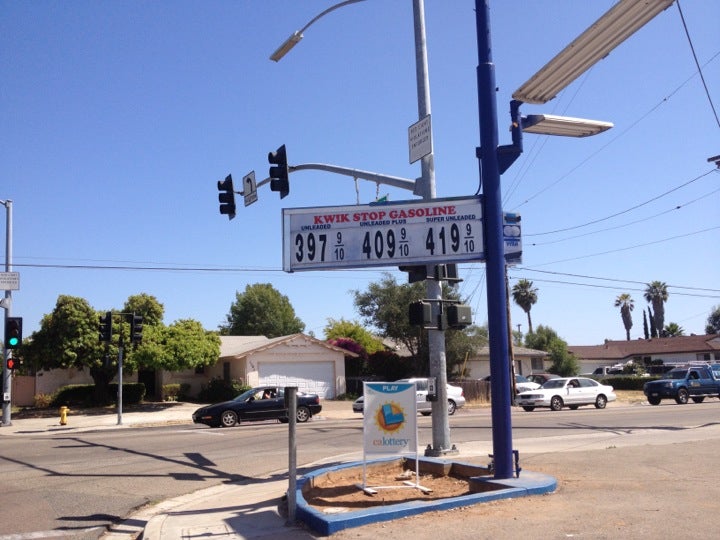 KWIK STOP GASOLINE
UNLEADED UNLEADED PLUS SUPER UNLEADED
397 9/10 409 9/10 419 9/10
PLAY
calottery